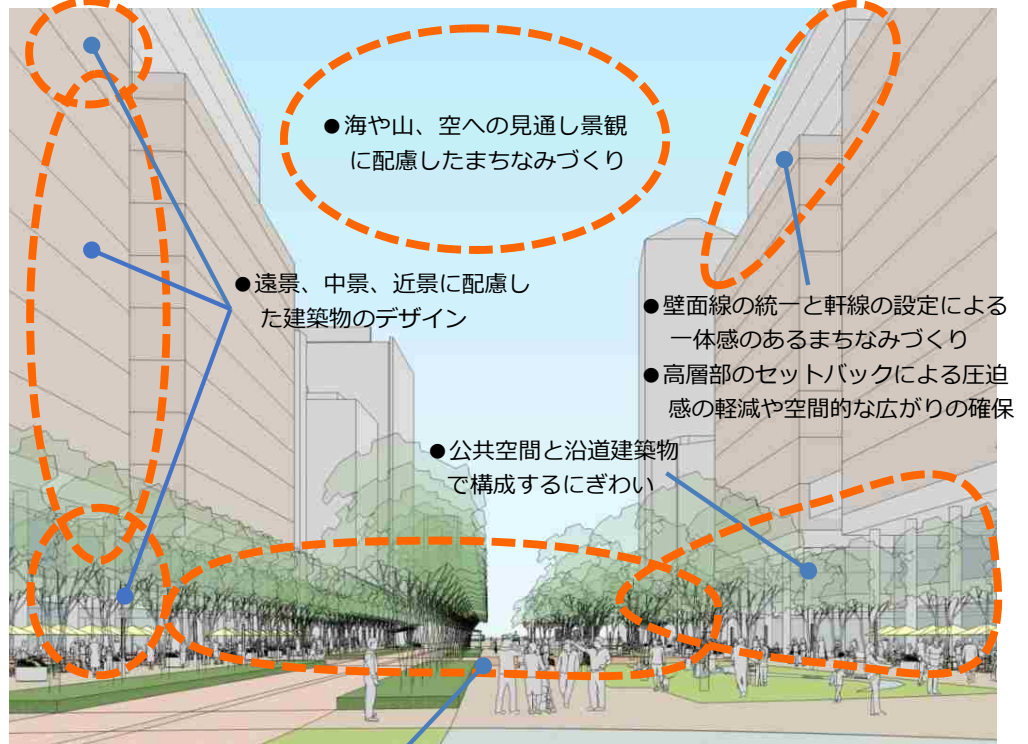 ●海や山、空への見通し景観
に配慮したまちなみづくり
●遠景、中景、近景に配慮し
た建築物のデザイン
●壁面線の統一と軒線の設定による
一体感のあるまちなみづくり
●高層部のセットバックによる圧迫
感の軽減や空間的な広がりの確保
●公共空間と沿道建築物
で構成するにぎわい